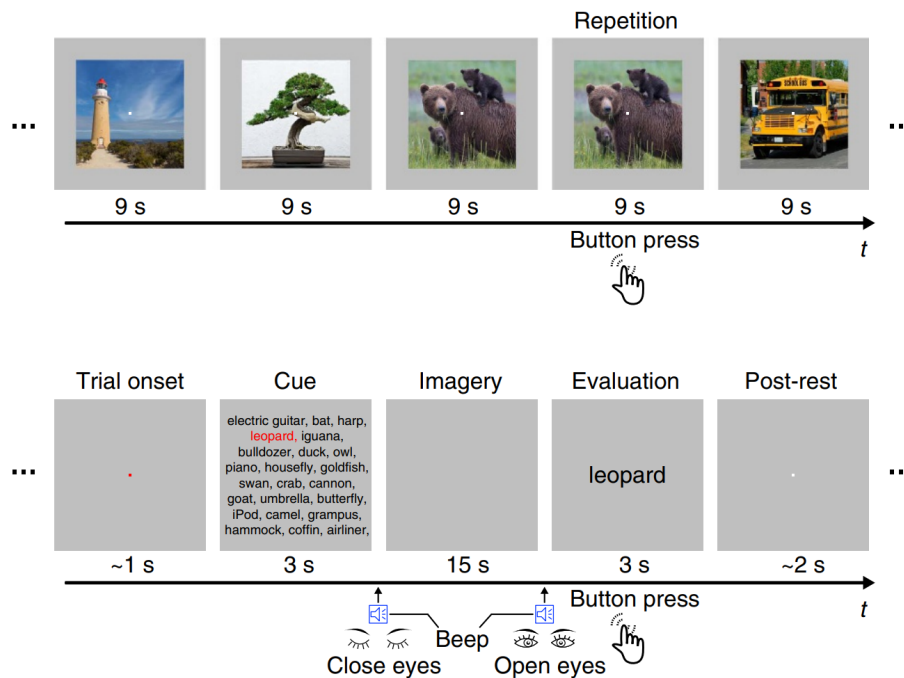 Repetition
SCHOOL BUS
... ..
9 s 9 s 9 s 9 s 9 s
Button press t
Trial onset Cue Imagery Evaluation Post-rest
electric guitar, bat, harp,
leopard, iguana,
bulldozer, duck, owl,
piano, housefly, goldfish,
swan, crab, cannon,
goat, umbrella, butterfly,
iPod, camel, grampus,
hammock, coffin, airliner,
leopard
... ..
~1 s 3 s 15 s 3 s ~2 s
Button press t
Beep
Close eyes Open eyes